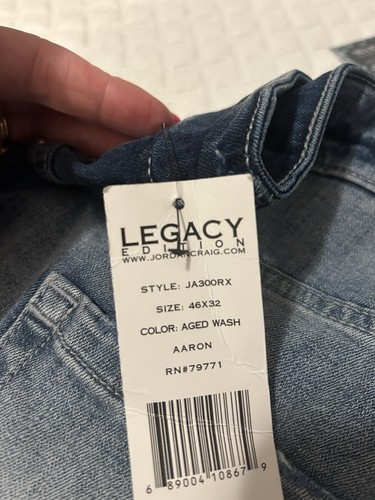 LEGACY
EDITION
WWW.JORDANCRAIG.COM
STYLE: JA300RX
SIZE: 46X32
COLOR: AGED WASH
AARON
RN#79771
6 89004 10867 9